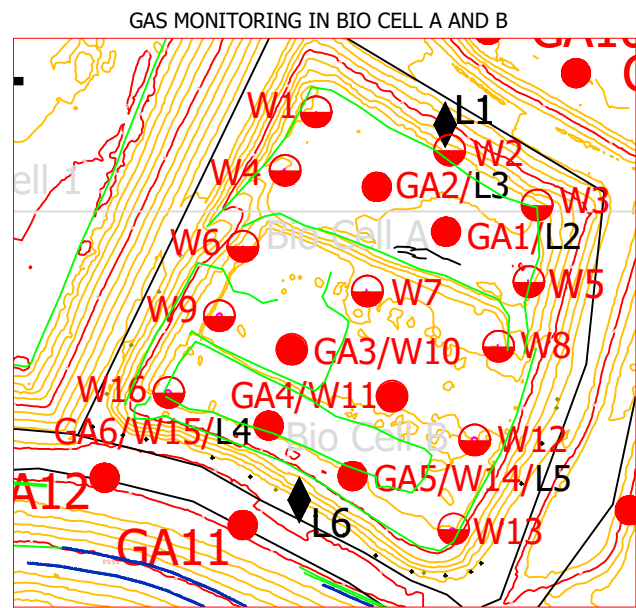 GAS MONITORING IN BIO CELL A AND B
L1
W1
W2
W4
GA2/L3
W3
ell 1
GA1/L2
Bio Cell A
W6
W5
W7
W9
W8
GA3/W10
W16
GA4/W11
GA6/W15/L4
Bio Cell B
W12
GA5/W14/L5
A12
L6
W13
GA11